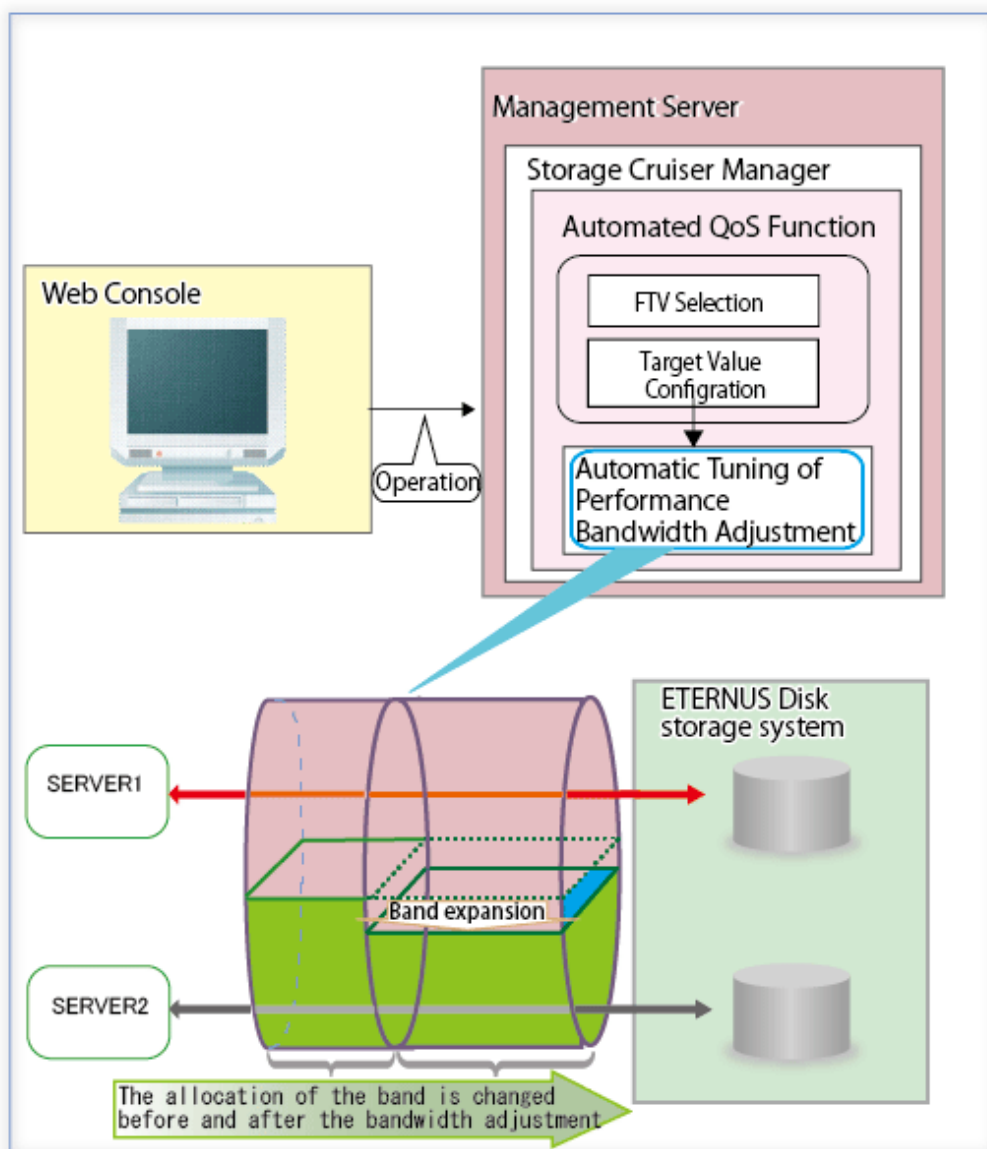 Management Server
Storage Cruiser Manager
Automated QoS Function
FTV Selection
Target Value
Configration
Web Console
Operation
Automatic Tuning of
Performance
Bandwidth Adjustment
ETERNUS Disk
storage system
SERVER1
Band expansion
SERVER2
The allocation of the band is changed
before and after the bandwidth adjustment